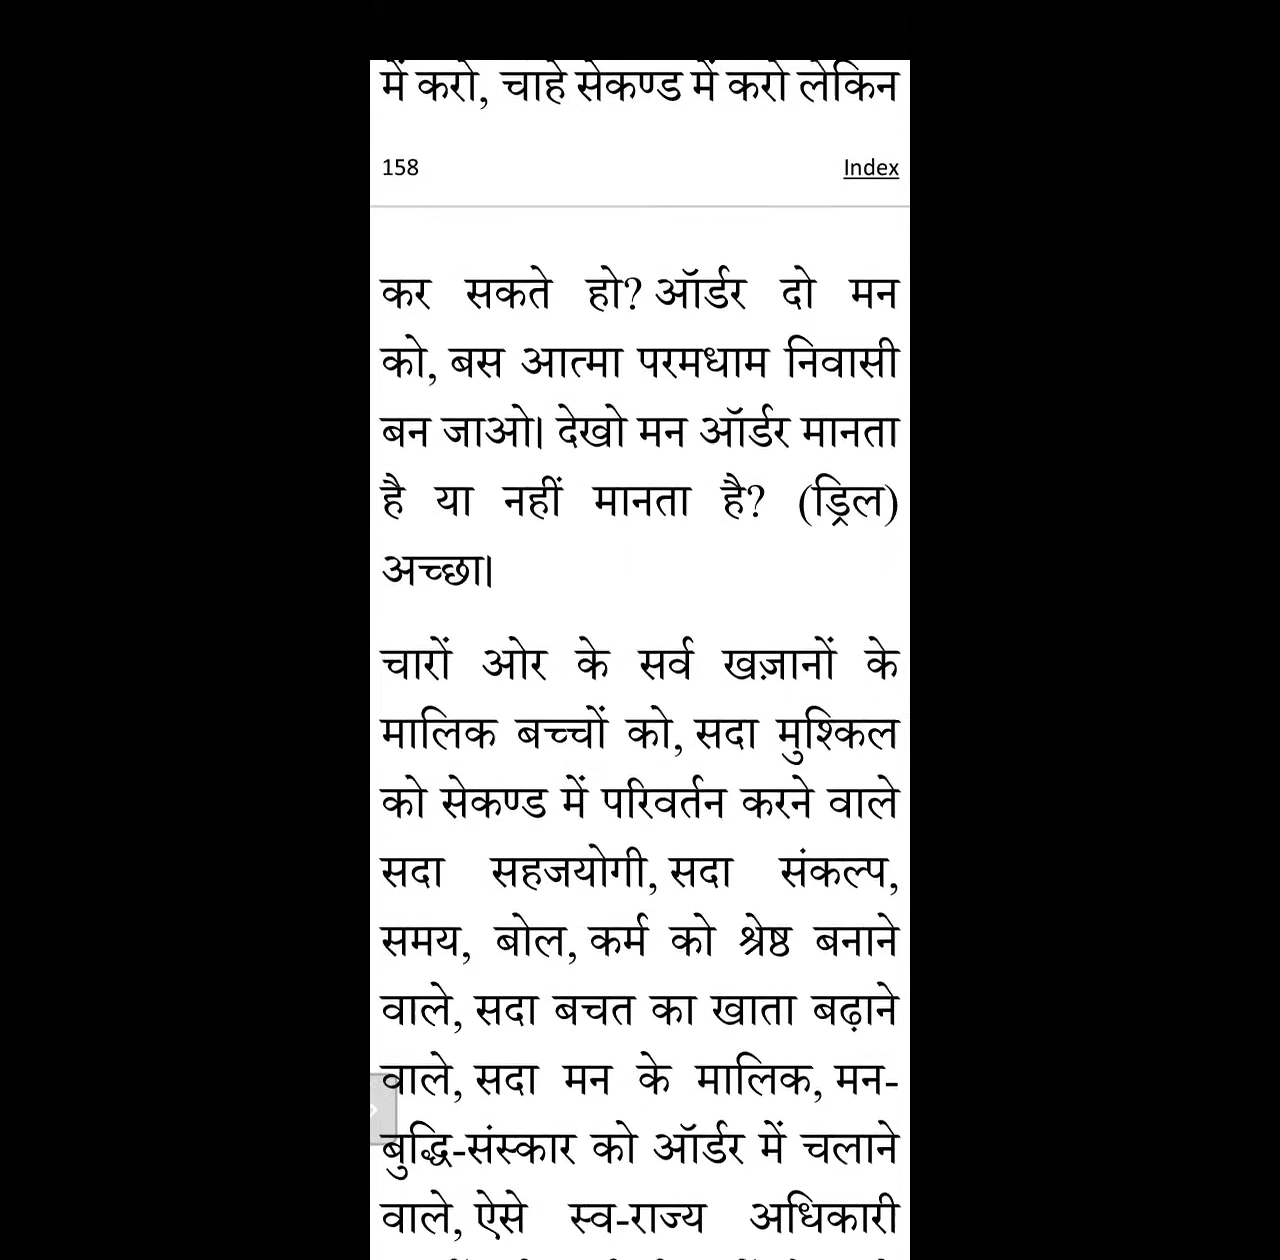 में करो, चाहे सेकण्ड में करो लेकिन
158 Index
कर सकते हो? ऑर्डर दो मन
को, बस आत्मा परमधाम निवासी
बन जाओ। देखो मन ऑर्डर मानता
है या नहीं मानता है? (ड्रिल)
अच्छा।
चारों ओर के सर्व खज़ानों के
मालिक बच्चों को, सदा मुश्किल
को सेकण्ड में परिवर्तन करने वाले
सदा सहजयोगी, सदा संकल्प,
समय, बोल, कर्म को श्रेष्ठ बनाने
वाले, सदा बचत का खाता बढ़ाने
वाले, सदा मन के मालिक, मन-
बुद्धि-संस्कार को ऑर्डर में चलाने
वाले, ऐसे स्व-राज्य अधिकारी